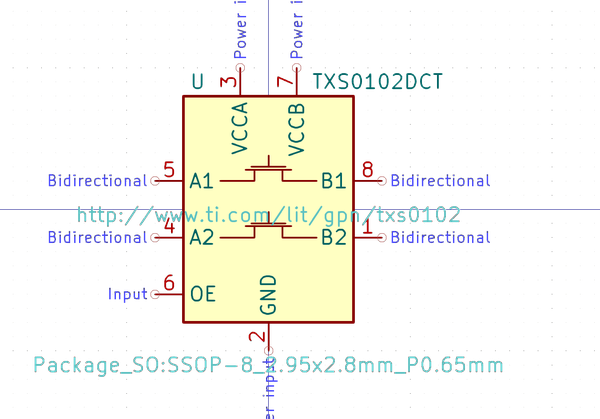 Power i
Power i
U
3
7
TXS0102DCT
VCCA
VCCB
Bidirectional
5
A1
B1
8
Bidirectional
http://www.ti.com/lit/gpn/txs0102
Bidirectional
4
A2
B2
1
Bidirectional
Input
6
OE
GND
2
Package_SO:SSOP-8_2.95x2.8mm_P0.65mm
er input